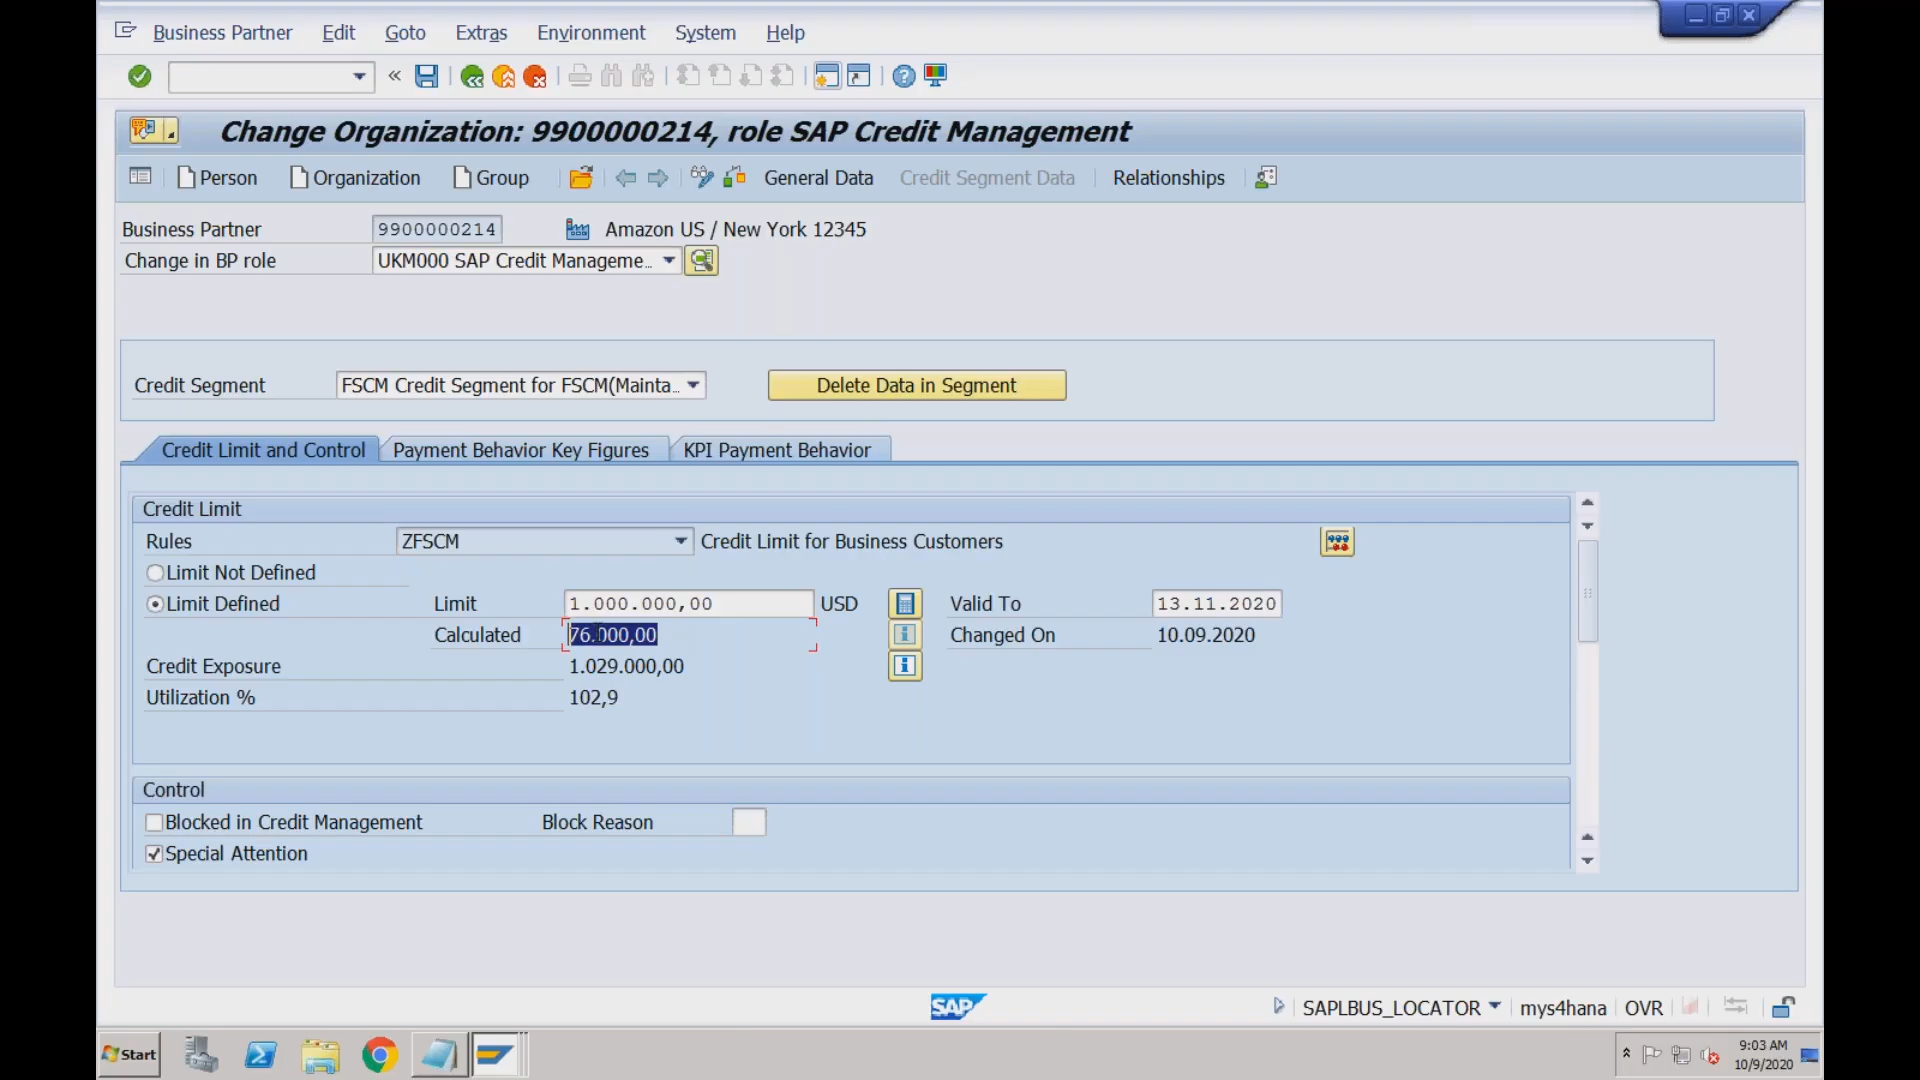 Business Partner Edit Goto Extras Environment System Help
«
Change Organization: 9900000214, role SAP Credit Management
Person Organization Group General Data Credit Segment Data Relationships
Business Partner 9900000214 Amazon US / New York 12345
Change in BP role UKM000 SAP Credit Manageme..
Credit Segment FSCM Credit Segment for FSCM(Mainta.. Delete Data in Segment
Credit Limit and Control Payment Behavior Key Figures KPI Payment Behavior
Credit Limit
Rules ZFSCM Credit Limit for Business Customers
Limit Not Defined
Limit Defined Limit 1.000.000,00 USD Valid To 13.11.2020
Calculated 76.000,00 Changed On 10.09.2020
Credit Exposure 1.029.000,00
Utilization % 102,9
Control
Blocked in Credit Management Block Reason
Special Attention
SAP SAPLBUS_LOCATOR mys4hana OVR
Start 9:03 AM
10/9/2020